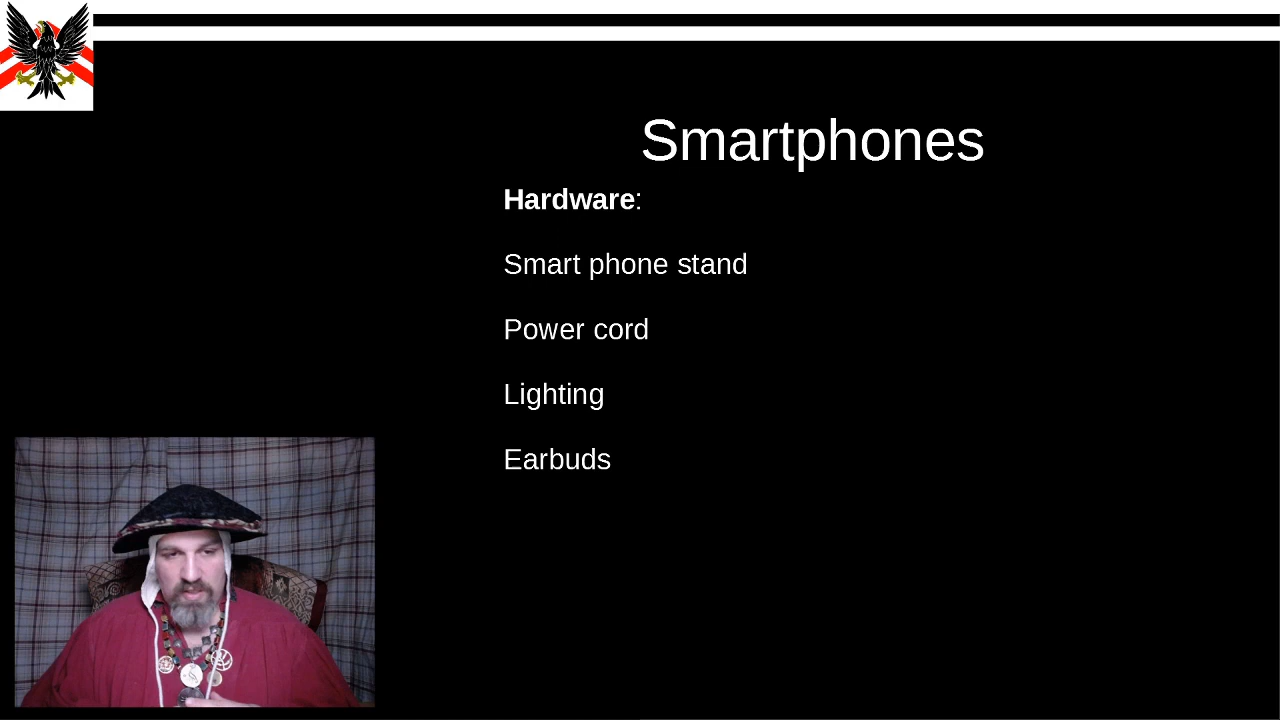 Smartphones
Hardware:
Smart phone stand
Power cord
Lighting
Earbuds